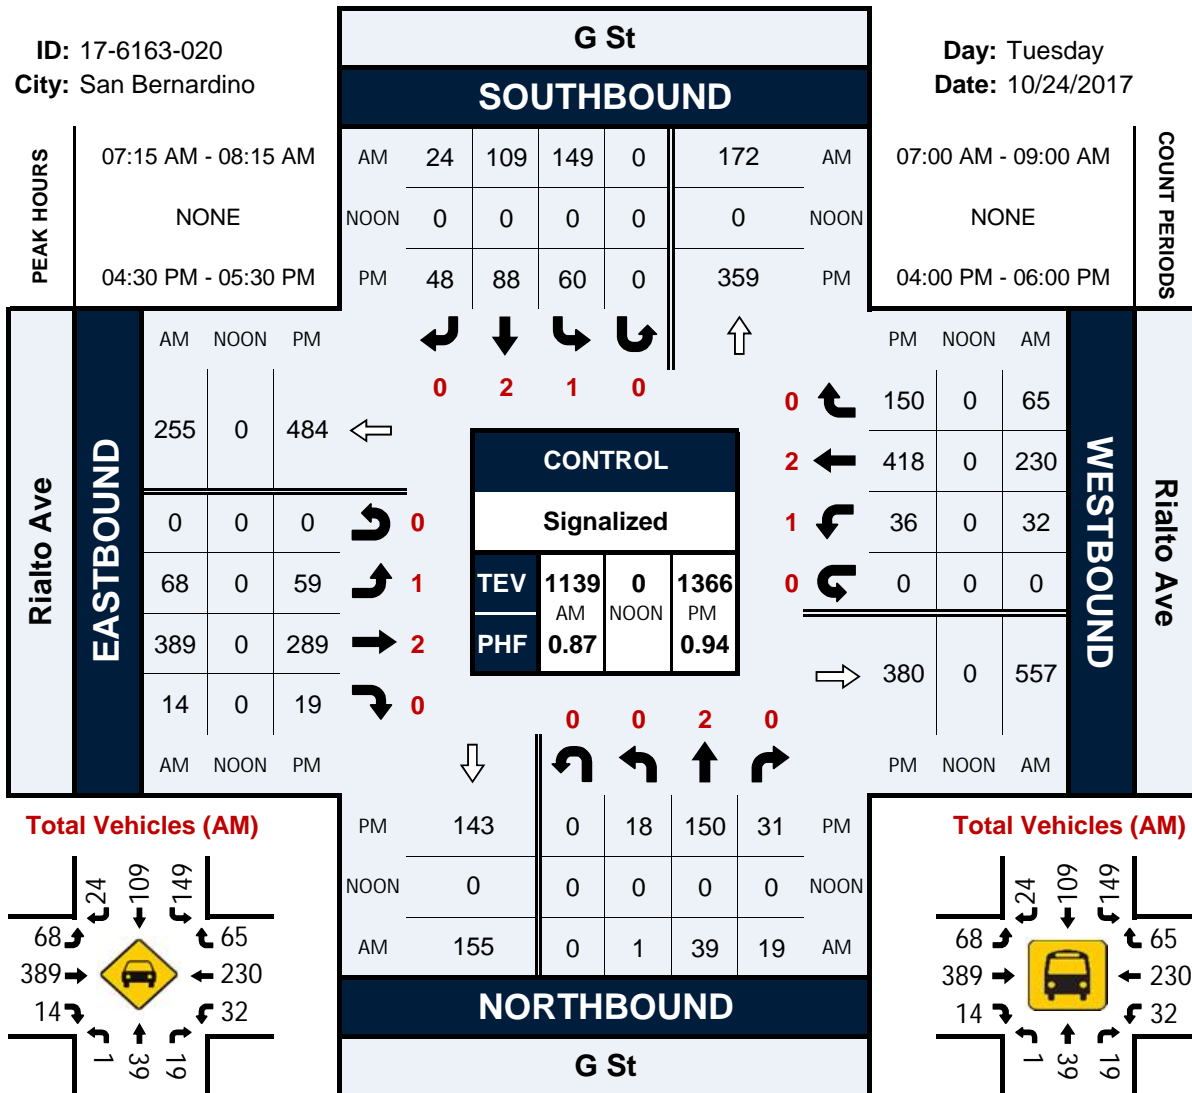 G St
ID: 17-6163-020
Day: Tuesday
City: San Bernardino
Date: 10/24/2017
SOUTHBOUND
PEAK HOURS
07:15 AM - 08:15 AM
NONE
04:30 PM - 05:30 PM
AM 24 109 149 0 172 AM
NOON 0 0 0 0 0 NOON
PM 48 88 60 0 359 PM
07:00 AM - 09:00 AM
NONE
04:00 PM - 06:00 PM
COUNT PERIODS
0 2 1 0
Rialto Ave
EASTBOUND
AM NOON PM
255 0 484
0 0 0 0
68 0 59 1
389 0 289 2
14 0 19 0
AM NOON PM
CONTROL
Signalized
TEV 1139 0 1366
AM NOON PM
PHF 0.87 0.94
PM NOON AM
0 150 0 65
2 418 0 230
1 36 0 32
0 0 0 0
380 0 557
PM NOON AM
WESTBOUND
Rialto Ave
0 0 2 0
PM 143 0 18 150 31 PM
NOON 0 0 0 0 0 NOON
AM 155 0 1 39 19 AM
NORTHBOUND
G St
Total Vehicles (AM)
24 109 149
68 65
389 230
14 32
1 39 19
Total Vehicles (AM)
24 109 149
68 65
389 230
14 32
1 39 19